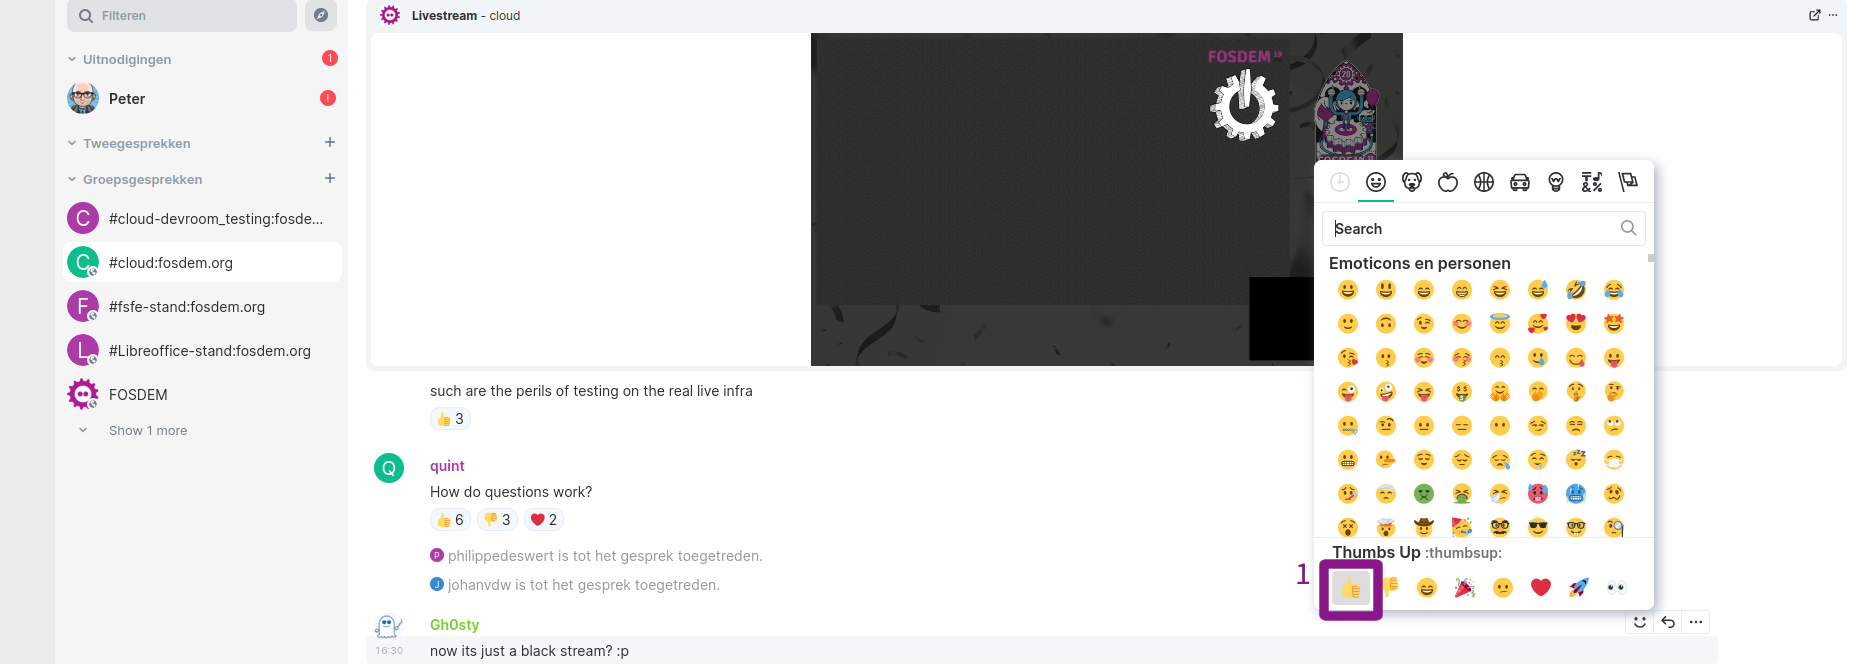 Filteren
Uitnodigingen
1
Peter
!
Tweegesprekken
Groepsgesprekken
C #cloud-devroom_testing:fosde...
C #cloud:fosdem.org
F #fsfe-stand:fosdem.org
L #Libreoffice-stand:fosdem.org
FOSDEM
Show 1 more
Livestream - cloud
FOSDEM 19
such are the perils of testing on the real live infra
3
Q quint
How do questions work?
6 3 2
P philippedeswert is tot het gesprek toegetreden.
J johanvdw is tot het gesprek toegetreden.
Gh0sty
16:30 now its just a black stream? :p
Search
Emoticons en personen
Thumbs Up :thumbsup:
1